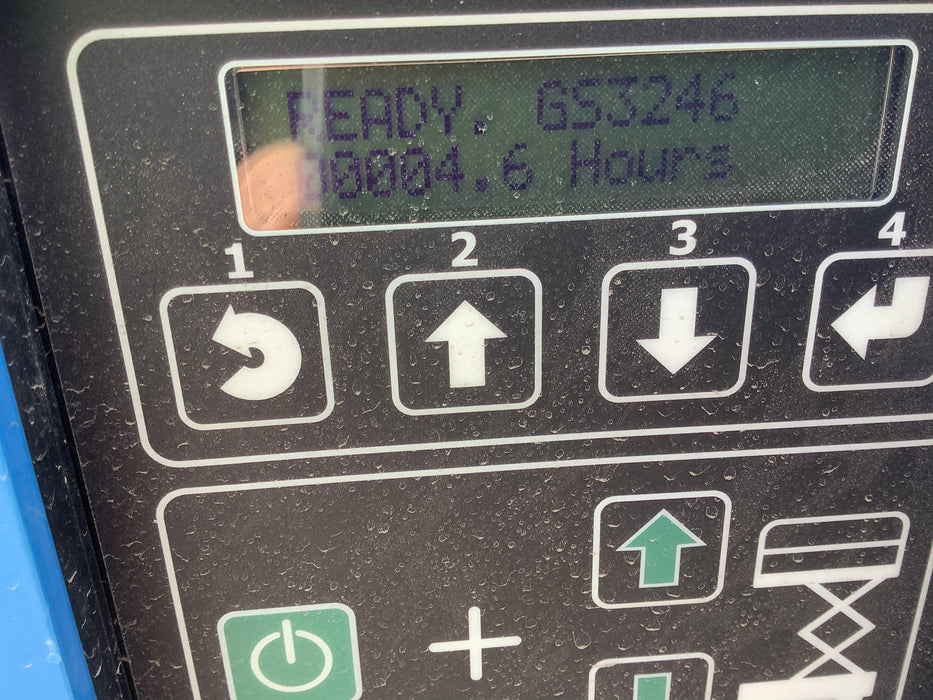 READY. GS3246
00004.6 Hours
1 2 3 4